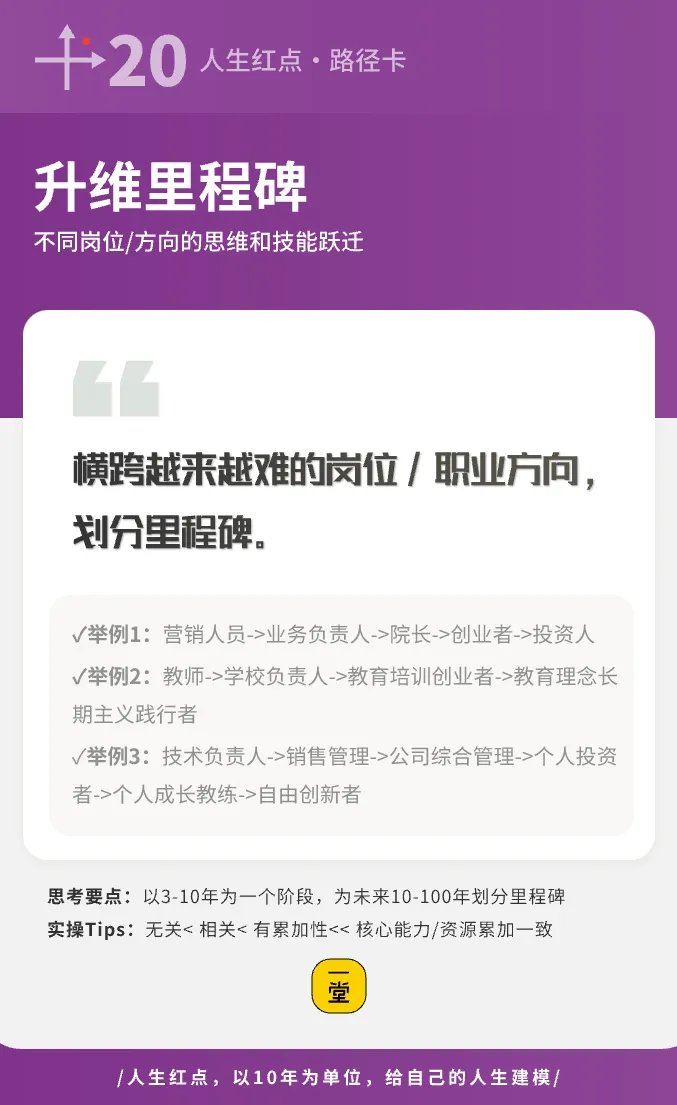 20 人生红点·路径卡
升维里程碑
不同岗位/方向的思维和技能跃迁
横跨越来越难的岗位 / 职业方向，
划分里程碑。
✓举例1：营销人员->业务负责人->院长->创业者->投资人
✓举例2：教师->学校负责人->教育培训创业者->教育理念长
期主义践行者
✓举例3：技术负责人->销售管理->公司综合管理->个人投资
者->个人成长教练->自由创新者
思考要点：以3-10年为一个阶段，为未来10-100年划分里程碑
实操Tips：无关< 相关< 有累加性<< 核心能力/资源累加一致
一
堂
/人生红点，以10年为单位，给自己的人生建模/